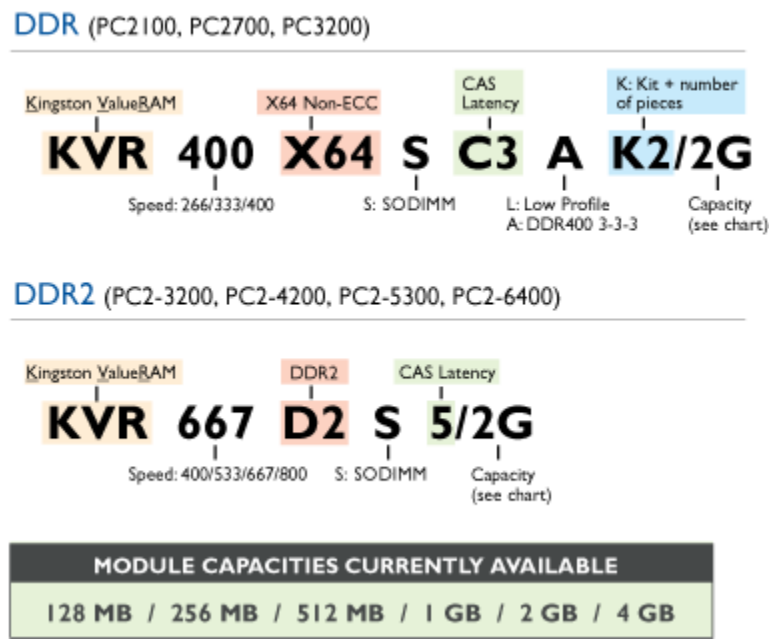 DDR (PC2100, PC2700, PC3200)
Kingston ValueRAM
X64 Non-ECC
CAS
Latency
K: Kit + number
of pieces
KVR 400 X64 S C3 A K2/2G
Speed: 266/333/400
S: SODIMM
L: Low Profile
A: DDR400 3-3-3
Capacity
(see chart)
DDR2 (PC2-3200, PC2-4200, PC2-5300, PC2-6400)
Kingston ValueRAM
DDR2
CAS Latency
KVR 667 D2 S 5/2G
Speed: 400/533/667/800
S: SODIMM
Capacity
(see chart)
MODULE CAPACITIES CURRENTLY AVAILABLE
128 MB / 256 MB / 512 MB / 1 GB / 2 GB / 4 GB